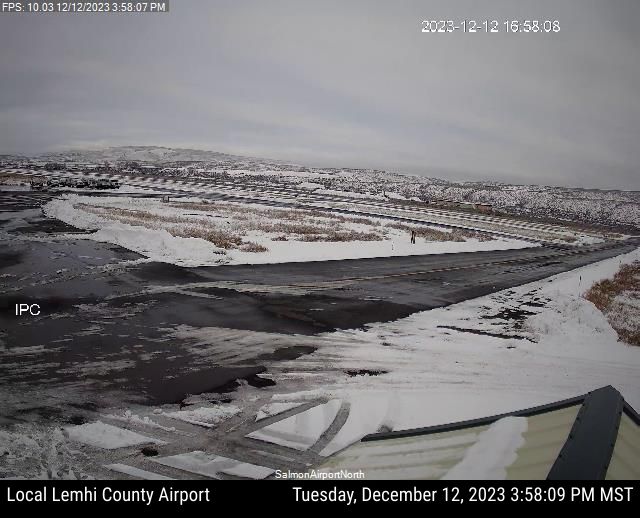 FPS: 10.03 12/12/2023 3:58:07 PM
2023-12-12 16:58:08
IPC
SalmonAirportNorth
Local Lemhi County Airport
Tuesday, December 12, 2023 3:58:09 PM MST